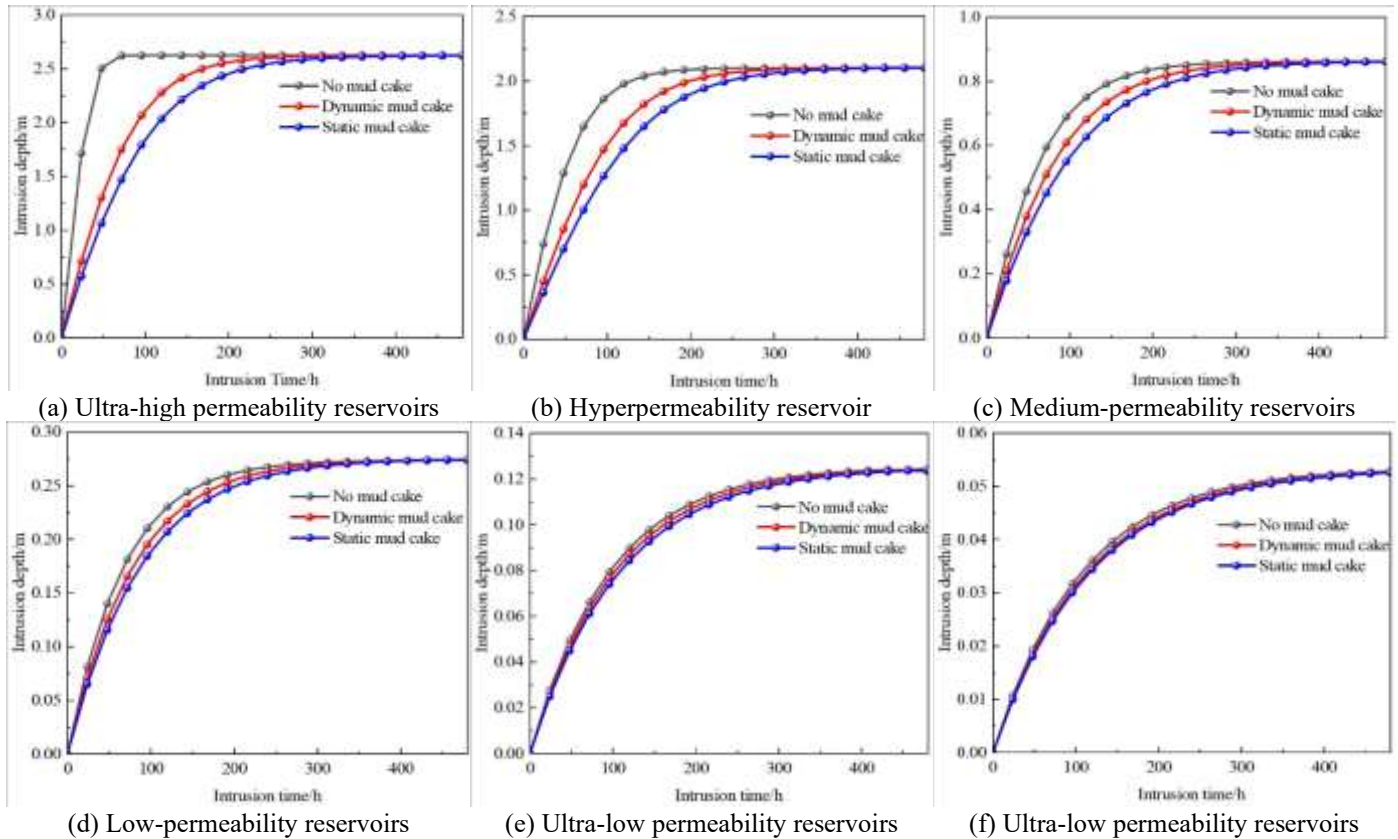 3.0
2.5
2.0
1.5
1.0
0.5
0.0
Intrusion depth/m
No mud cake
Dynamic mud cake
Static mud cake
0 100 200 300 400
Intrusion Time/h
(a) Ultra-high permeability reservoirs
2.5
2.0
1.5
1.0
0.5
0.0
Intrusion depth/m
No mud cake
Dynamic mud cake
Static mud cake
0 100 200 300 400
Intrusion time/h
(b) Hyperpermeability reservoir
1.0
0.8
0.6
0.4
0.2
0.0
Intrusion depth/m
No mud cake
Dynamic mud cake
Static mud cake
0 100 200 300 400
Intrusion time/h
(c) Medium-permeability reservoirs
0.30
0.25
0.20
0.15
0.10
0.05
0.00
Intrusion depth/m
No mud cake
Dynamic mud cake
Static mud cake
0 100 200 300 400
Intrusion time/h
(d) Low-permeability reservoirs
0.14
0.12
0.10
0.08
0.06
0.04
0.02
0.00
Intrusion depth/m
No mud cake
Dynamic mud cake
Static mud cake
0 100 200 300 400
Intrusion time/h
(e) Ultra-low permeability reservoirs
0.06
0.05
0.04
0.03
0.02
0.01
0.00
Intrusion depth/m
No mud cake
Dynamic mud cake
Static mud cake
0 100 200 300 400
Intrusion time/h
(f) Ultra-low permeability reservoirs